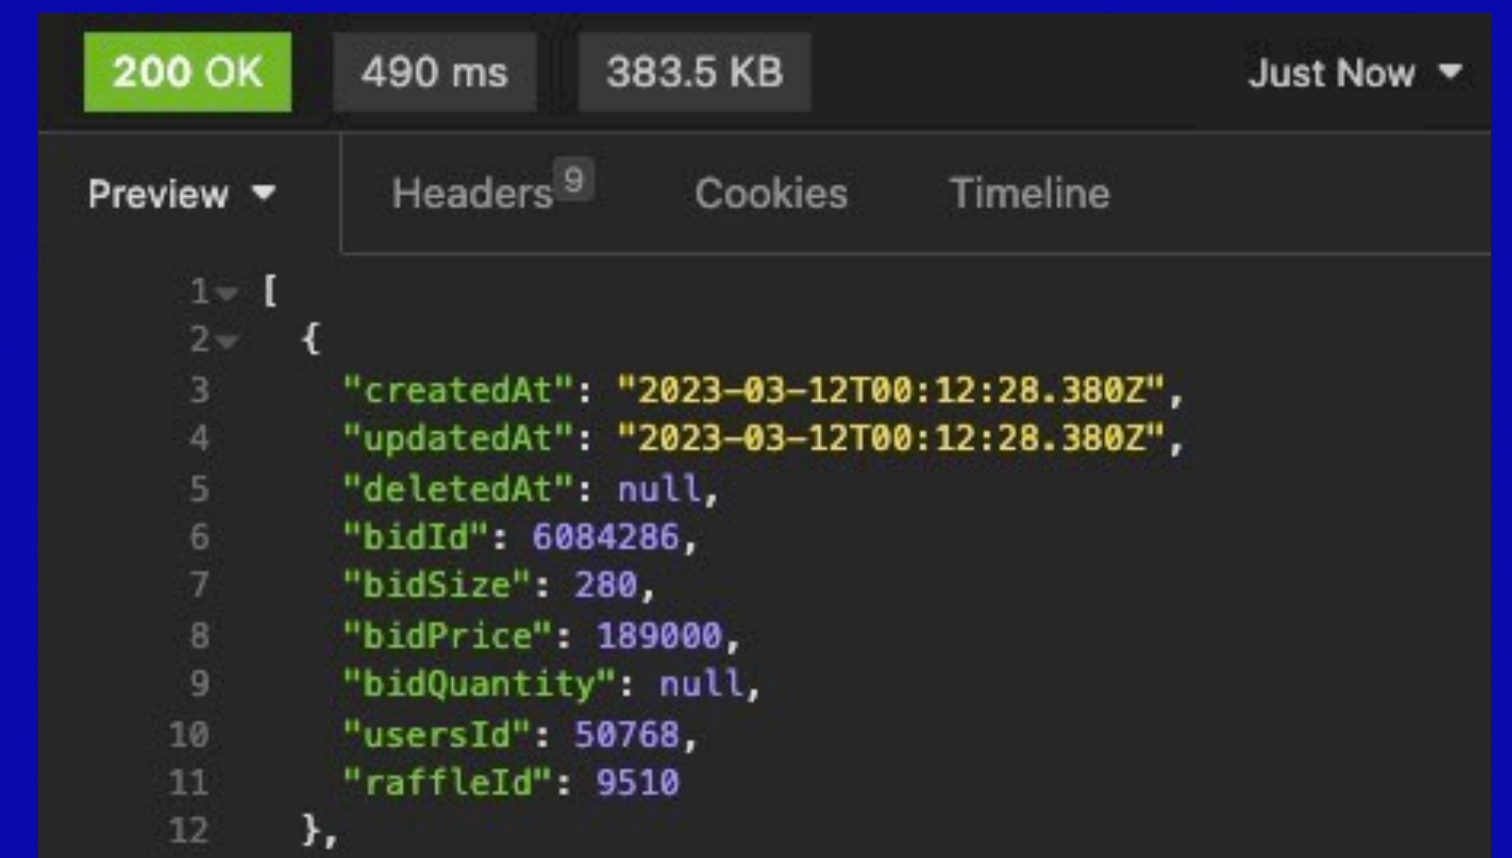 200 OK 490 ms 383.5 KB Just Now
Preview Headers 9 Cookies Timeline
1 [
2 {
3 "createdAt": "2023-03-12T00:12:28.380Z",
4 "updatedAt": "2023-03-12T00:12:28.380Z",
5 "deletedAt": null,
6 "bidId": 6084286,
7 "bidSize": 280,
8 "bidPrice": 189000,
9 "bidQuantity": null,
10 "usersId": 50768,
11 "raffleId": 9510
12 },